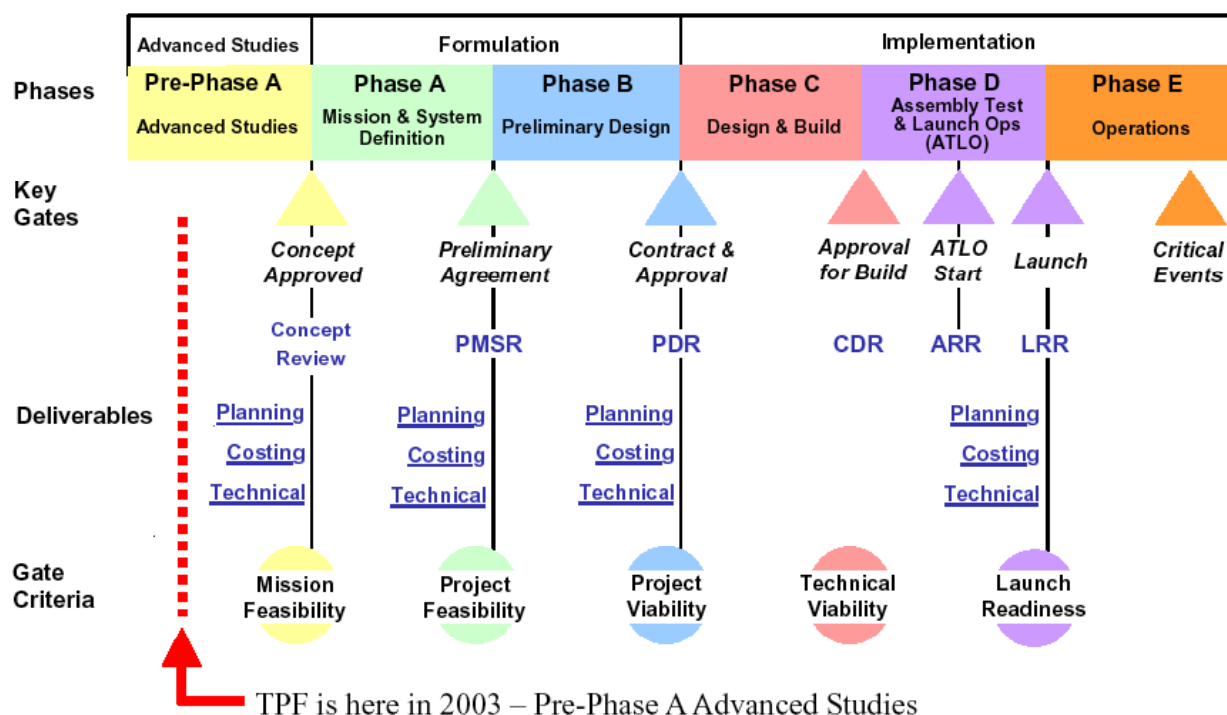 Advanced Studies Formulation Implementation
Phases
Pre-Phase A
Advanced Studies
Phase A
Mission & System
Definition
Phase B
Preliminary Design
Phase C
Design & Build
Phase D
Assembly Test
& Launch Ops
(ATLO)
Phase E
Operations
Key
Gates
Concept
Approved
Preliminary
Agreement
Contract &
Approval
Approval
for Build
ATLO
Start
Launch
Critical
Events
Concept
Review
PMSR
PDR
CDR
ARR
LRR
Deliverables
Planning
Costing
Technical
Planning
Costing
Technical
Planning
Costing
Technical
Planning
Costing
Technical
Gate
Criteria
Mission
Feasibility
Project
Feasibility
Project
Viability
Technical
Viability
Launch
Readiness
TPF is here in 2003 – Pre-Phase A Advanced Studies